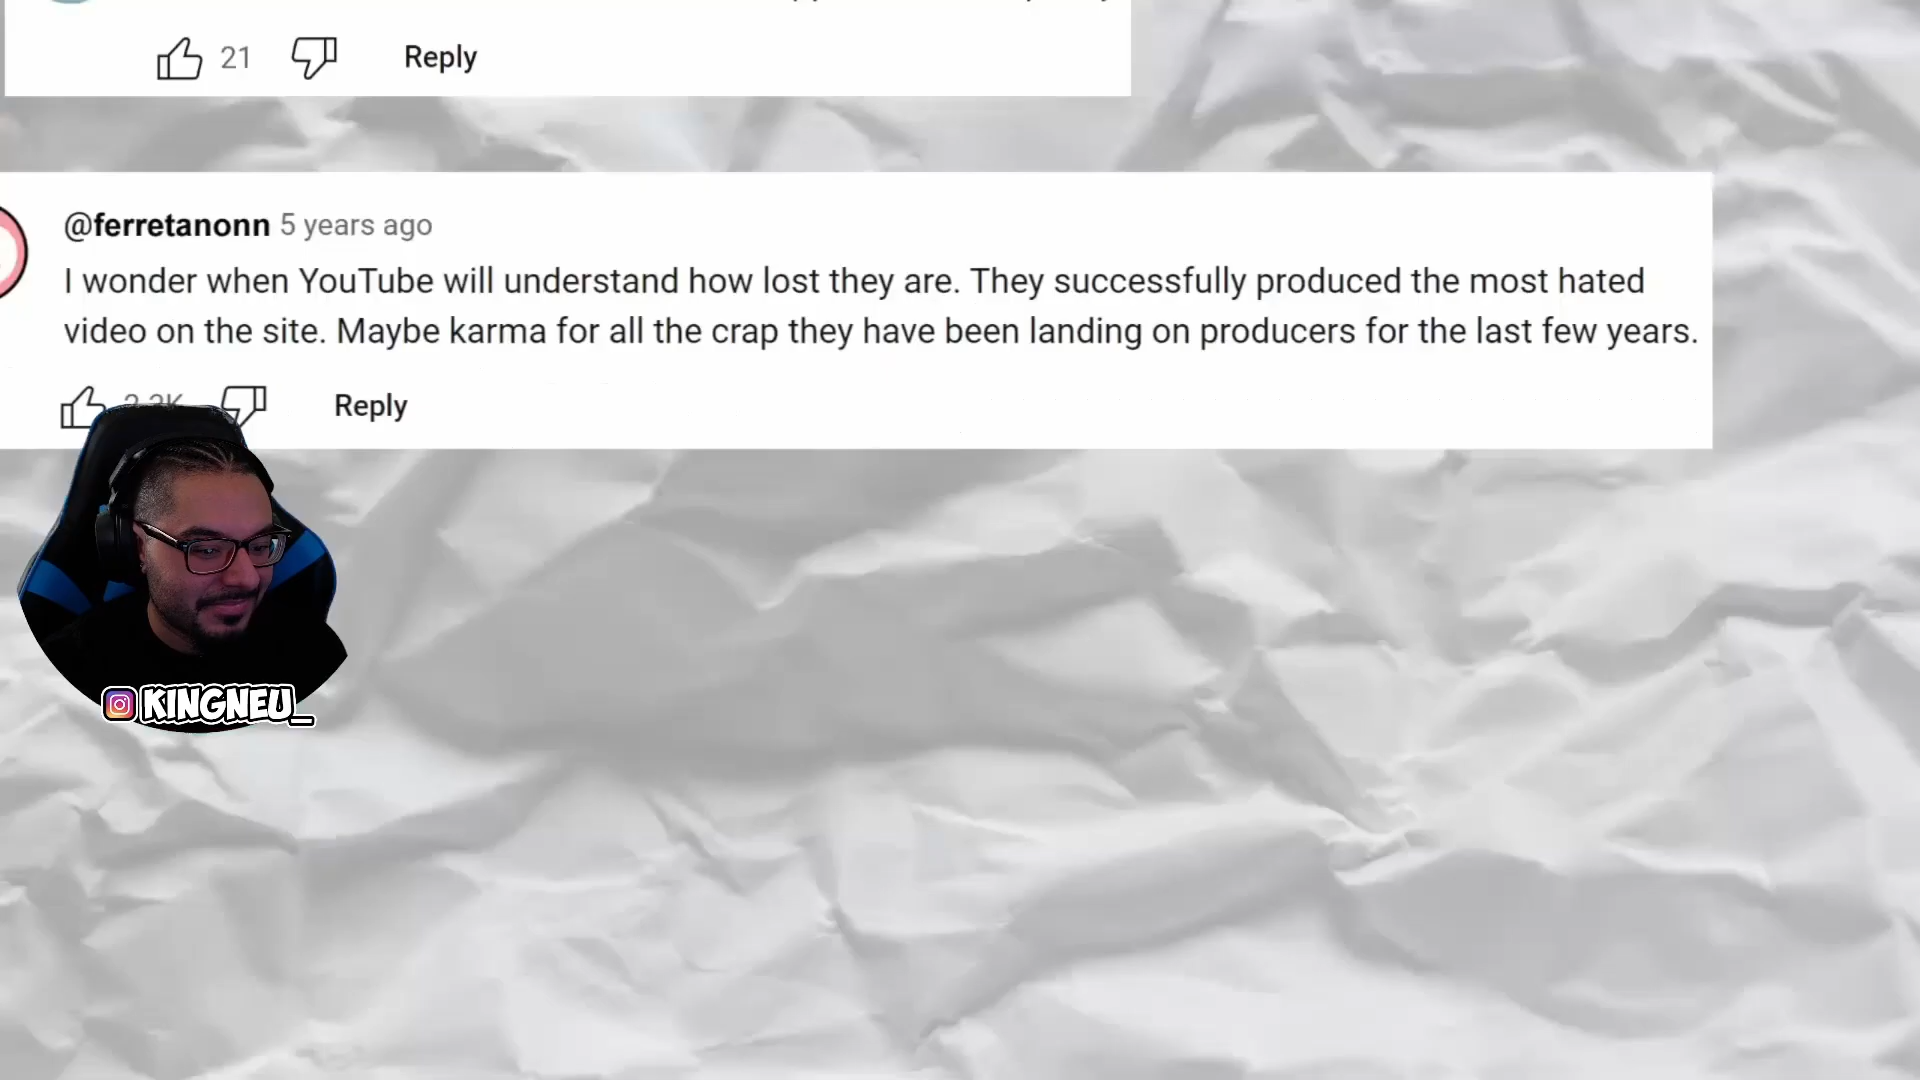 21 Reply
@ferretanonn 5 years ago
I wonder when YouTube will understand how lost they are. They successfully produced the most hated
video on the site. Maybe karma for all the crap they have been landing on producers for the last few years.
Reply
KINGNEU_